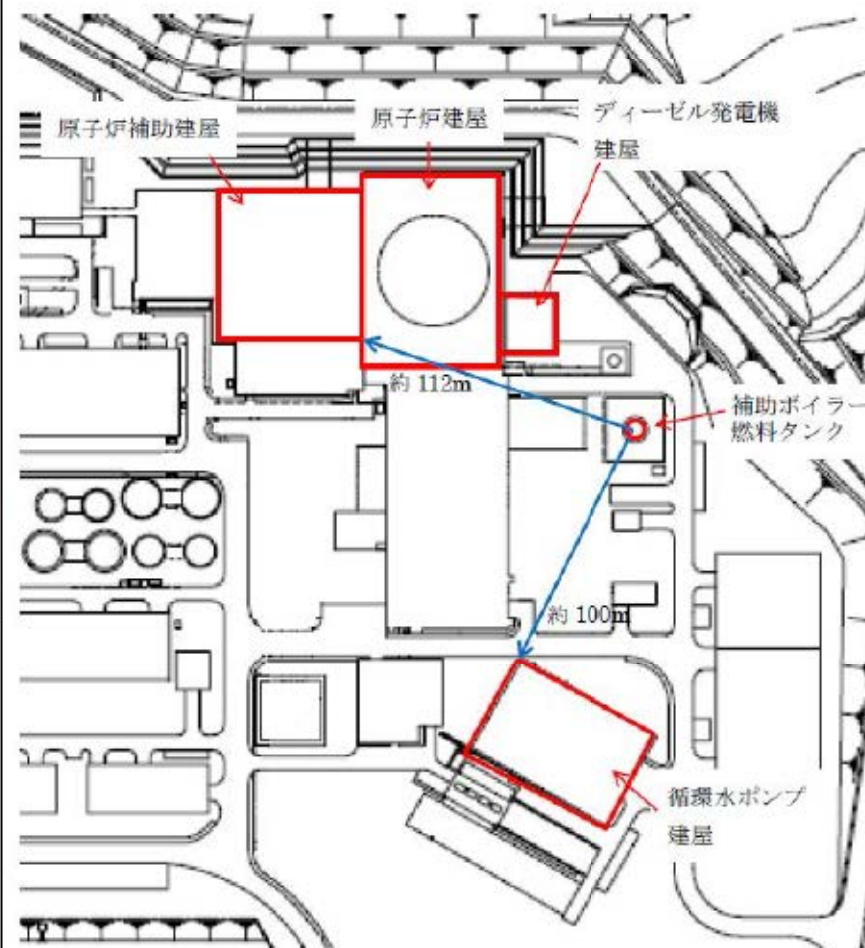 原子炉補助建屋
原子炉建屋
ディーゼル発電機
建屋
約 112m
補助ボイラー
燃料タンク
約 100m
循環水ポンプ
建屋